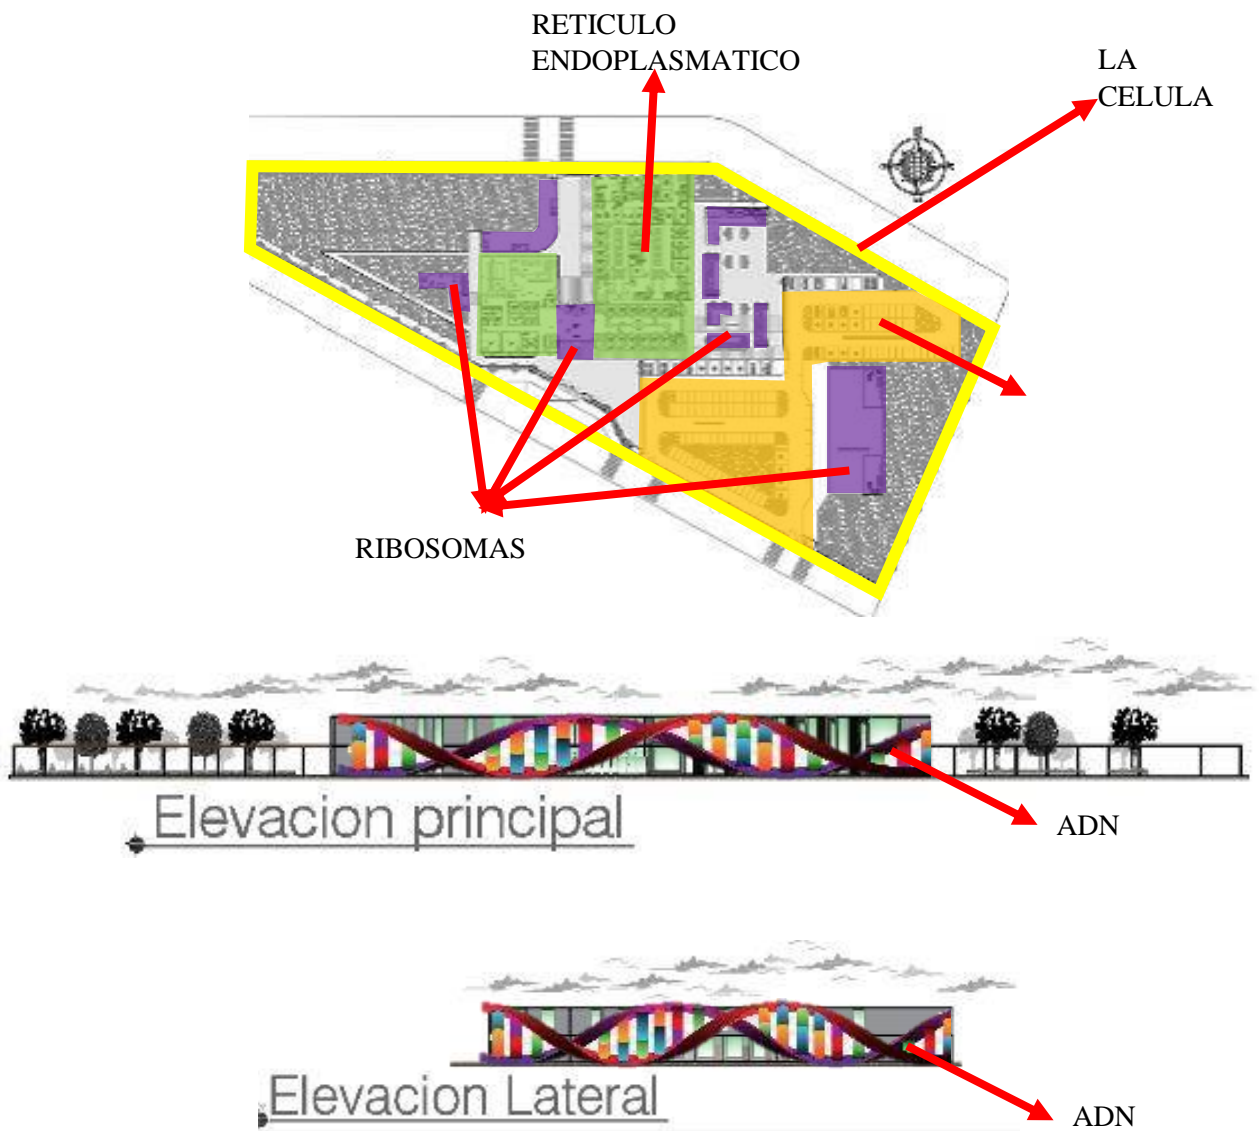 RETICULO
ENDOPLASMATICO
LA
CELULA
RIBOSOMAS
Elevacion principal
ADN
Elevacion Lateral
ADN